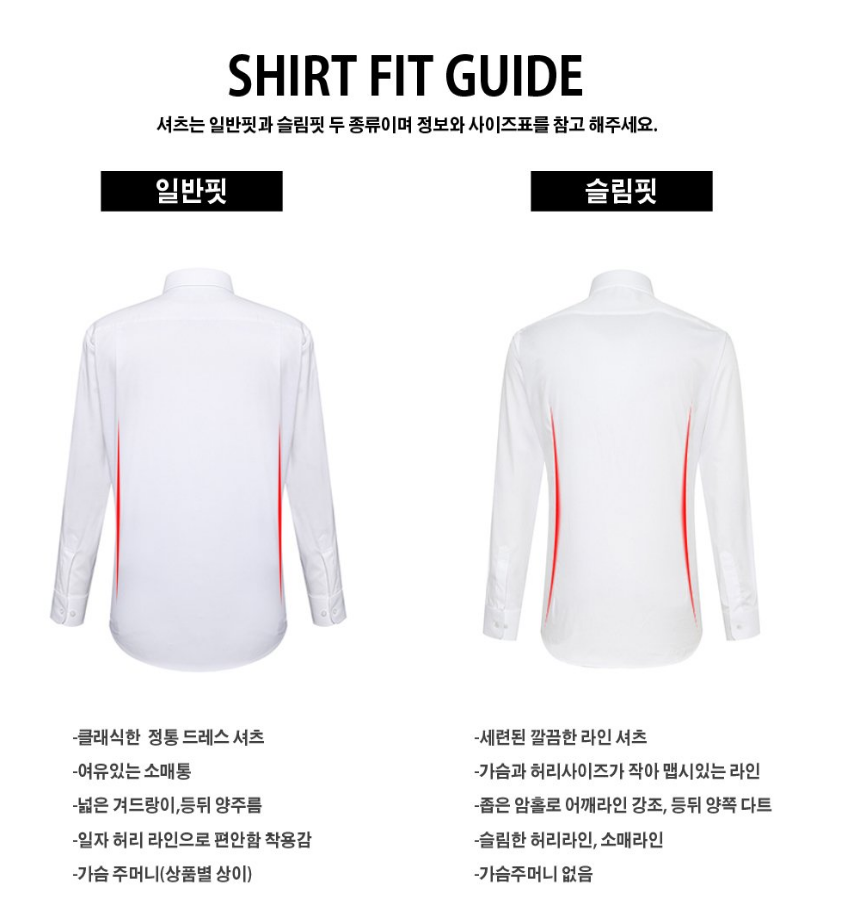 SHIRT FIT GUIDE
셔츠는 일반핏과 슬림핏 두 종류이며 정보와 사이즈표를 참고 해주세요.
일반핏
슬림핏
-클래식한 정통 드레스 셔츠
-여유있는 소매통
-넓은 겨드랑이,등뒤 양주름
-일자 허리 라인으로 편안함 착용감
-가슴 주머니(상품별 상이)
-세련된 깔끔한 라인 셔츠
-가슴과 허리사이즈가 작아 맵시있는 라인
-좁은 암홀로 어깨라인 강조, 등뒤 양쪽 다트
-슬림한 허리라인, 소매라인
-가슴주머니 없음